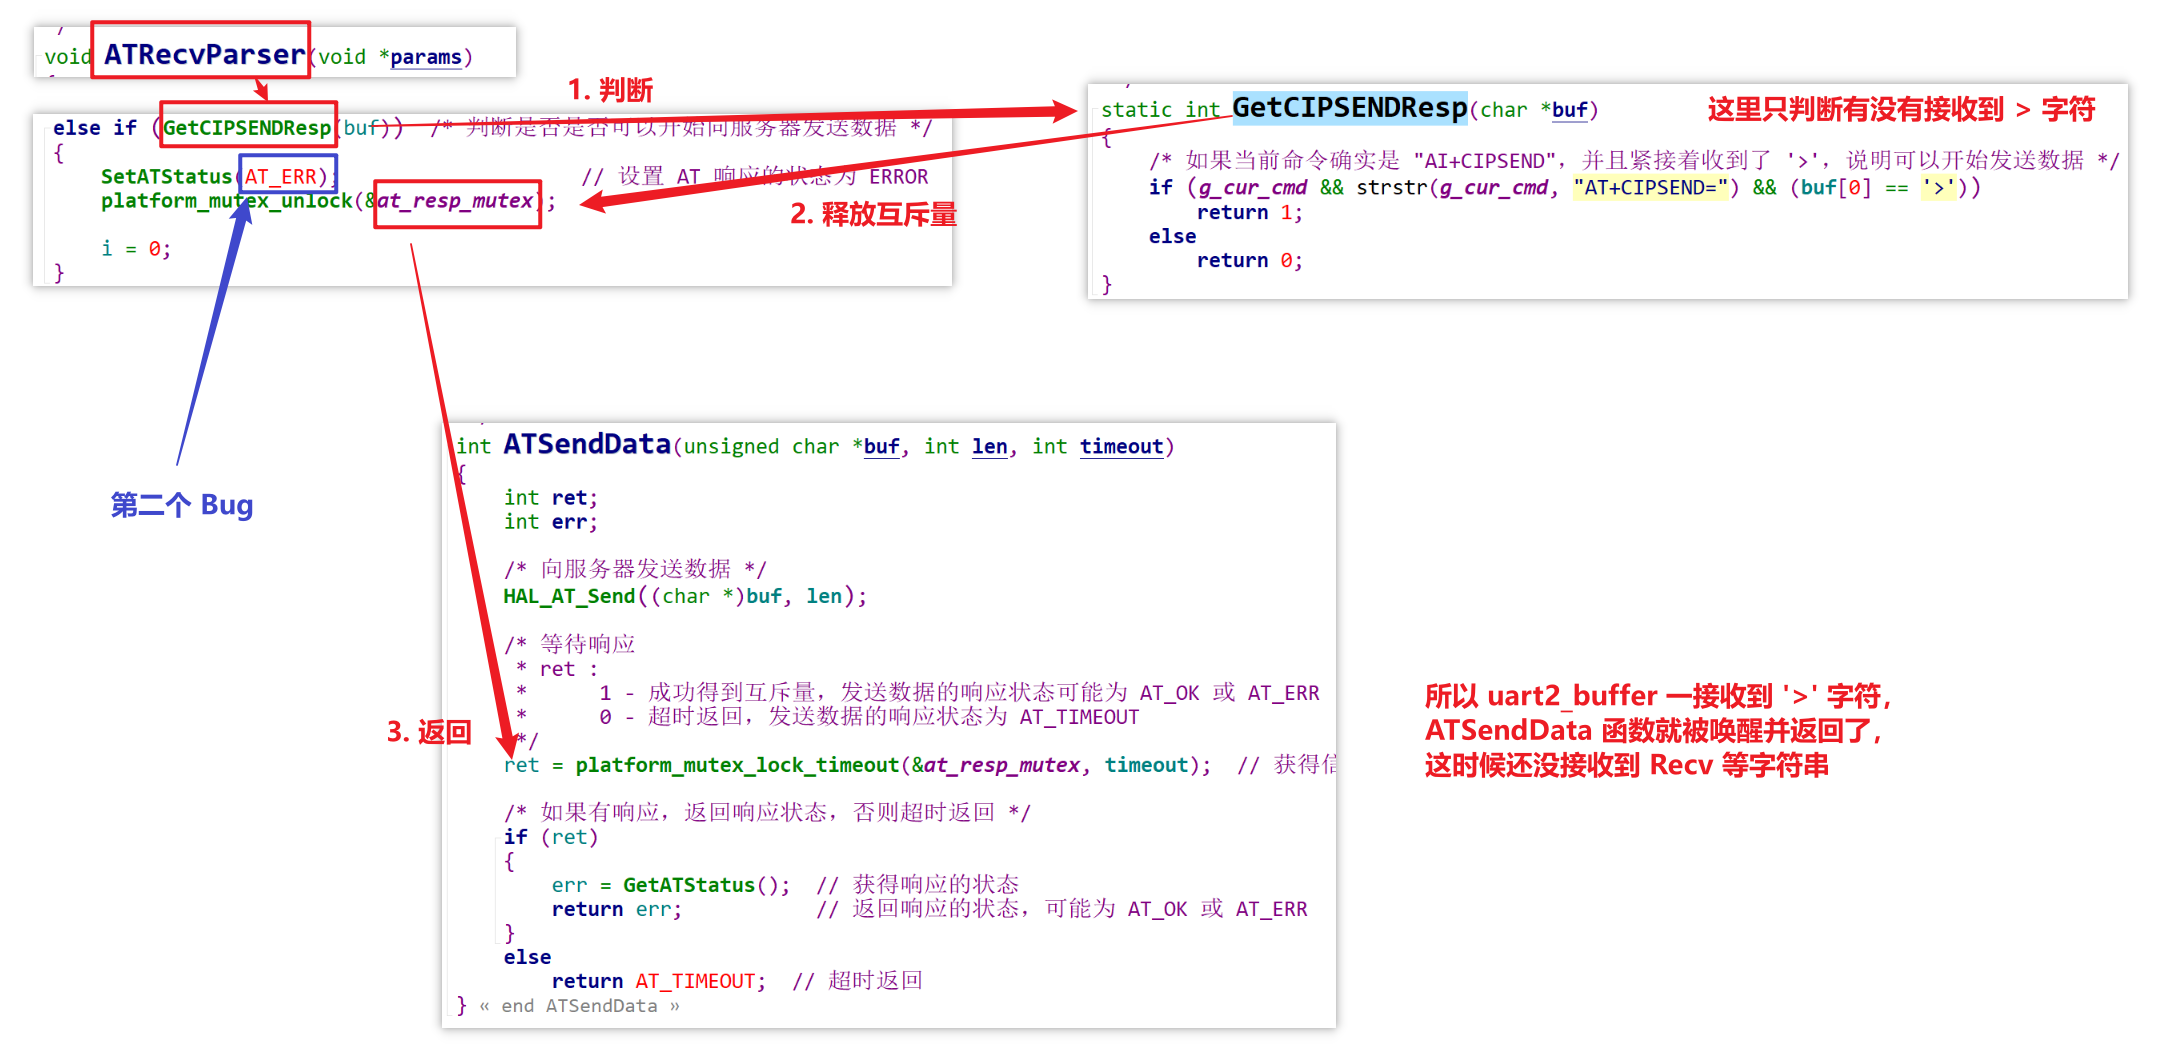 void ATRecvParser(void *params)
else if (GetCIPSENDResp(buf)) /* 判断是否是否可以开始向服务器发送数据 */
{
SetATStatus(AT_ERR); // 设置 AT 响应的状态为 ERROR
platform_mutex_unlock(&at_resp_mutex);
i = 0;
}
1. 判断
2. 释放互斥量
static int GetCIPSENDResp(char *buf)
这里只判断有没有接收到 > 字符
{
/* 如果当前命令确实是 "AI+CIPSEND"，并且紧接着收到了 '>'，说明可以开始发送数据 */
if (g_cur_cmd && strstr(g_cur_cmd, "AT+CIPSEND=") && (buf[0] == '>'))
return 1;
else
return 0;
}
第二个 Bug
int ATSendData(unsigned char *buf, int len, int timeout)
{
int ret;
int err;
/* 向服务器发送数据 */
HAL_AT_Send((char *)buf, len);
/* 等待响应
* ret :
* 1 - 成功得到互斥量，发送数据的响应状态可能为 AT_OK 或 AT_ERR
* 0 - 超时返回，发送数据的响应状态为 AT_TIMEOUT
*/
3. 返回
ret = platform_mutex_lock_timeout(&at_resp_mutex, timeout); // 获得
/* 如果有响应，返回响应状态，否则超时返回 */
if (ret)
{
err = GetATStatus(); // 获得响应的状态
return err; // 返回响应的状态，可能为 AT_OK 或 AT_ERR
}
else
return AT_TIMEOUT; // 超时返回
} « end ATSendData »
所以 uart2_buffer 一接收到 '>' 字符，
ATSendData 函数就被唤醒并返回了，
这时候还没接收到 Recv 等字符串